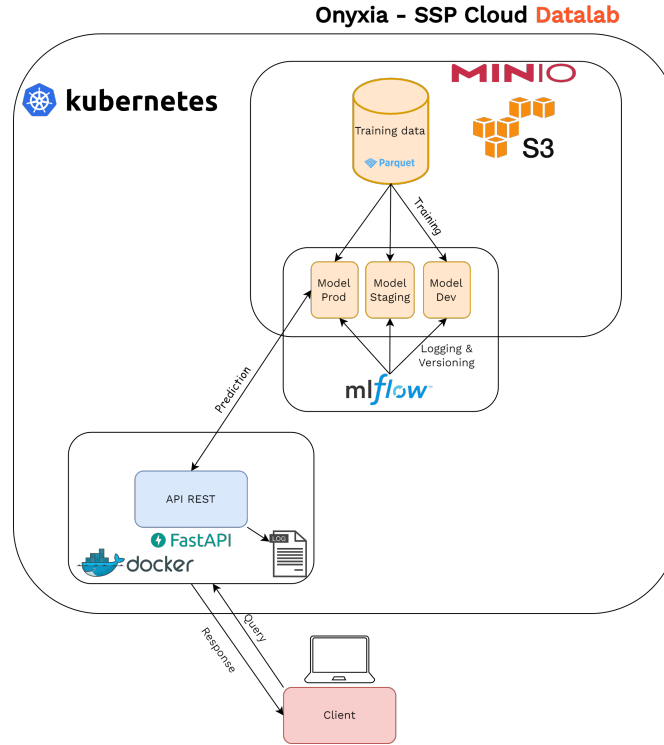 Onyxia - SSP Cloud Datalab
kubernetes
MINIO
S3
Training data
Parquet
Training
Model
Prod
Model
Staging
Model
Dev
Logging &
Versioning
mlflow™
Prediction
API REST
FastAPI
LOG
docker
Query
Response
Client